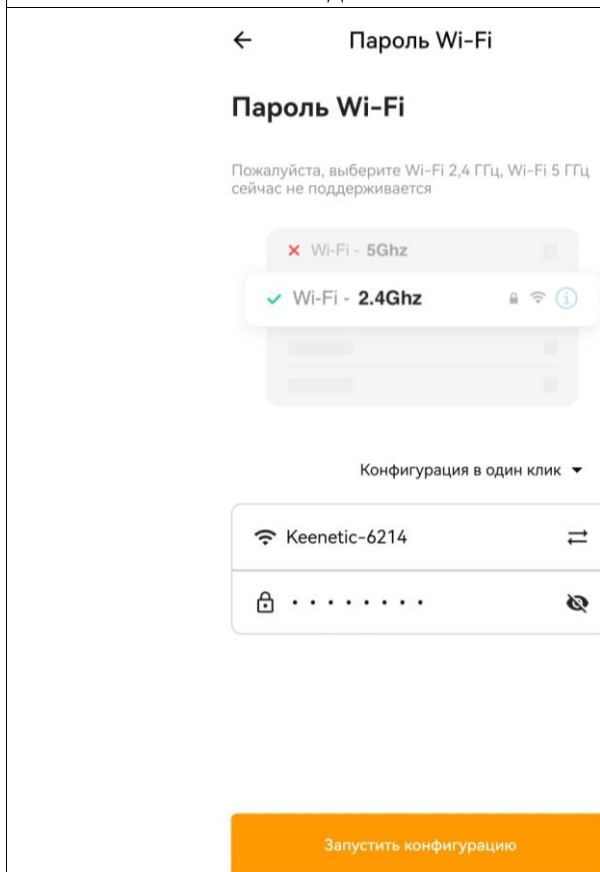 Пароль Wi-Fi
Пароль Wi-Fi
Пожалуйста, выберите Wi-Fi 2,4 ГГц, Wi-Fi 5 ГГц
сейчас не поддерживается
Wi-Fi - 5Ghz
Wi-Fi - 2.4Ghz
Конфигурация в один клик
Keenetic-6214
Запустить конфигурацию